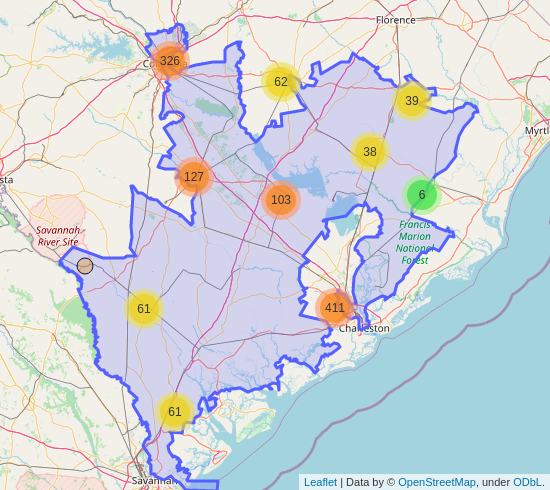 Florence
Co
326
62
39
Myrtl
38
127
103
6
sta
Savannah
River Site
Francis
Marion
National
Forest
61
411
Charleston
61
Savannah
Leaflet | Data by © OpenStreetMap, under ODbL.